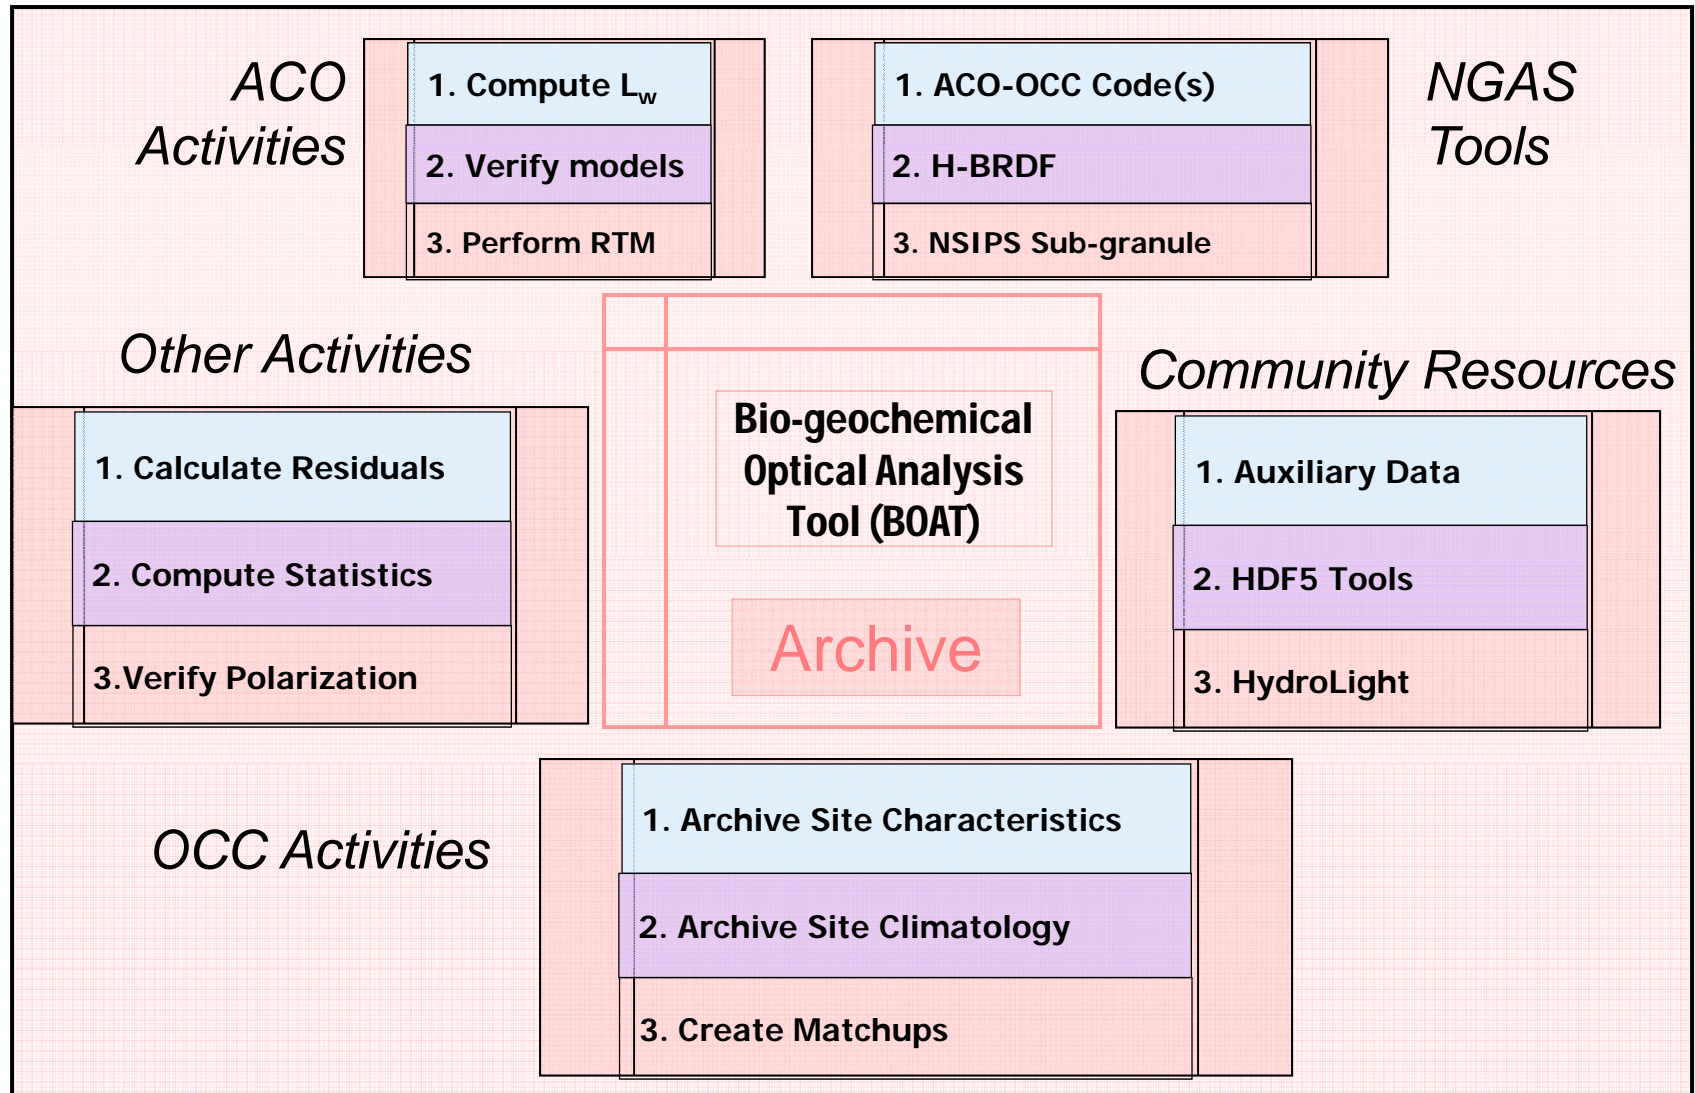 ACO
Activities
1. Compute Lw
2. Verify models
3. Perform RTM
1. ACO-OCC Code(s)
2. H-BRDF
3. NSIPS Sub-granule
NGAS
Tools
Other Activities
1. Calculate Residuals
2. Compute Statistics
3.Verify Polarization
Bio-geochemical
Optical Analysis
Tool (BOAT)
Archive
Community Resources
1. Auxiliary Data
2. HDF5 Tools
3. HydroLight
OCC Activities
1. Archive Site Characteristics
2. Archive Site Climatology
3. Create Matchups